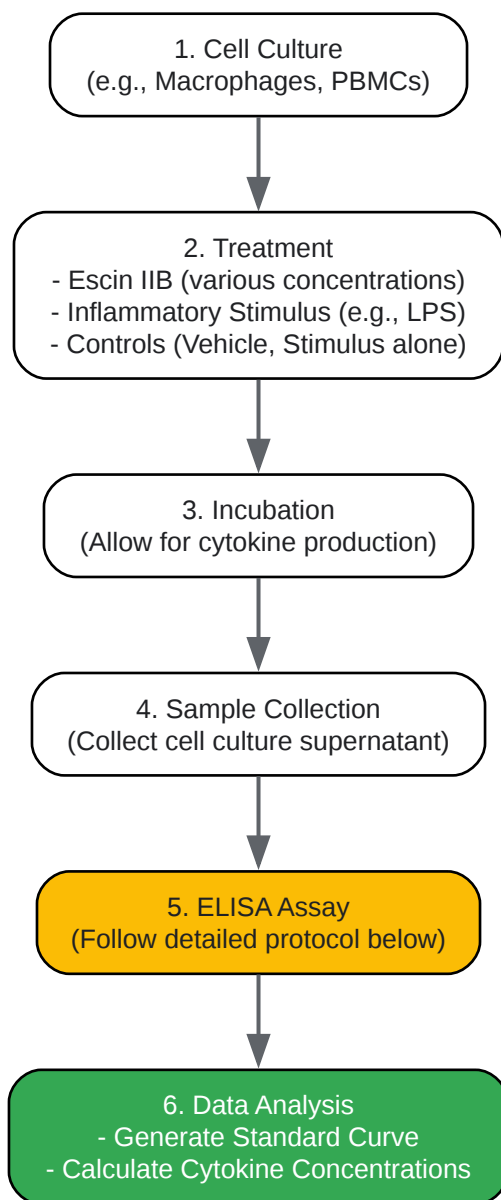 1. Cell Culture
(e.g., Macrophages, PBMCs)
2. Treatment
- Escin IIB (various concentrations)
- Inflammatory Stimulus (e.g., LPS)
- Controls (Vehicle, Stimulus alone)
3. Incubation
(Allow for cytokine production)
4. Sample Collection
(Collect cell culture supernatant)
5. ELISA Assay
(Follow detailed protocol below)
6. Data Analysis
- Generate Standard Curve
- Calculate Cytokine Concentrations